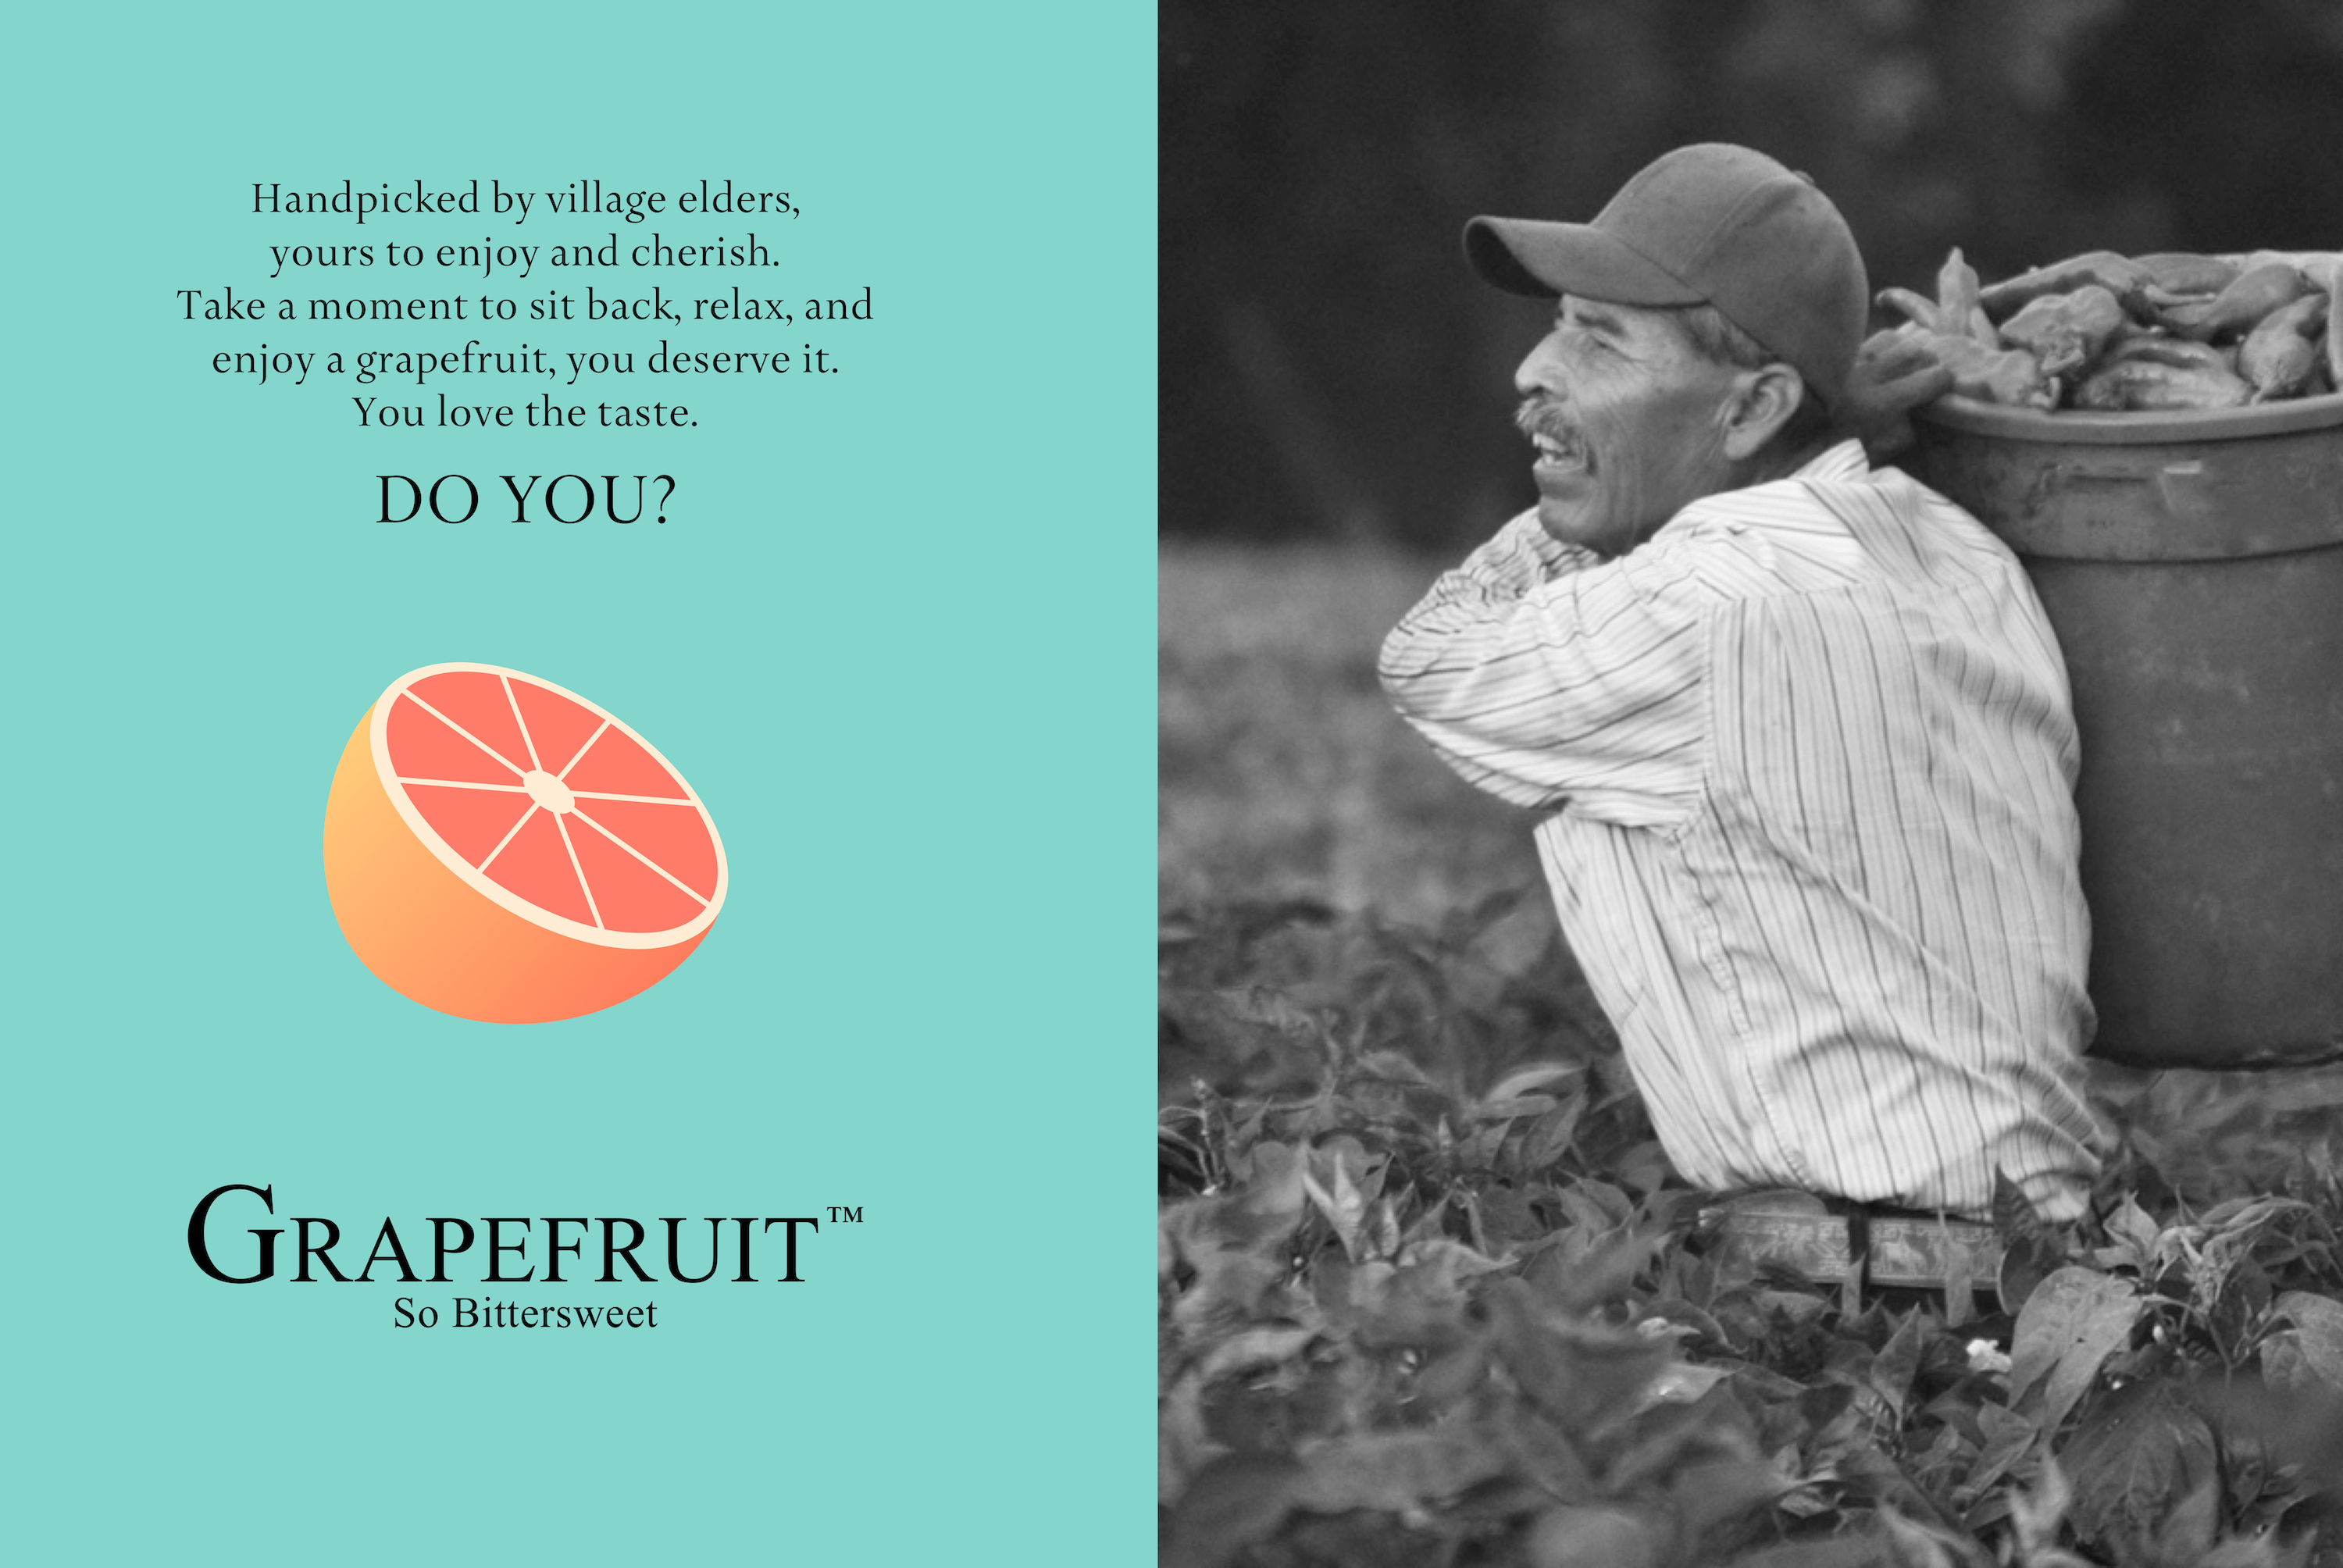 Handpicked by village elders,
yours to enjoy and cherish.
Take a moment to sit back, relax, and
enjoy a grapefruit, you deserve it.
You love the taste.
DO YOU?
GRAPEFRUIT™
So Bittersweet